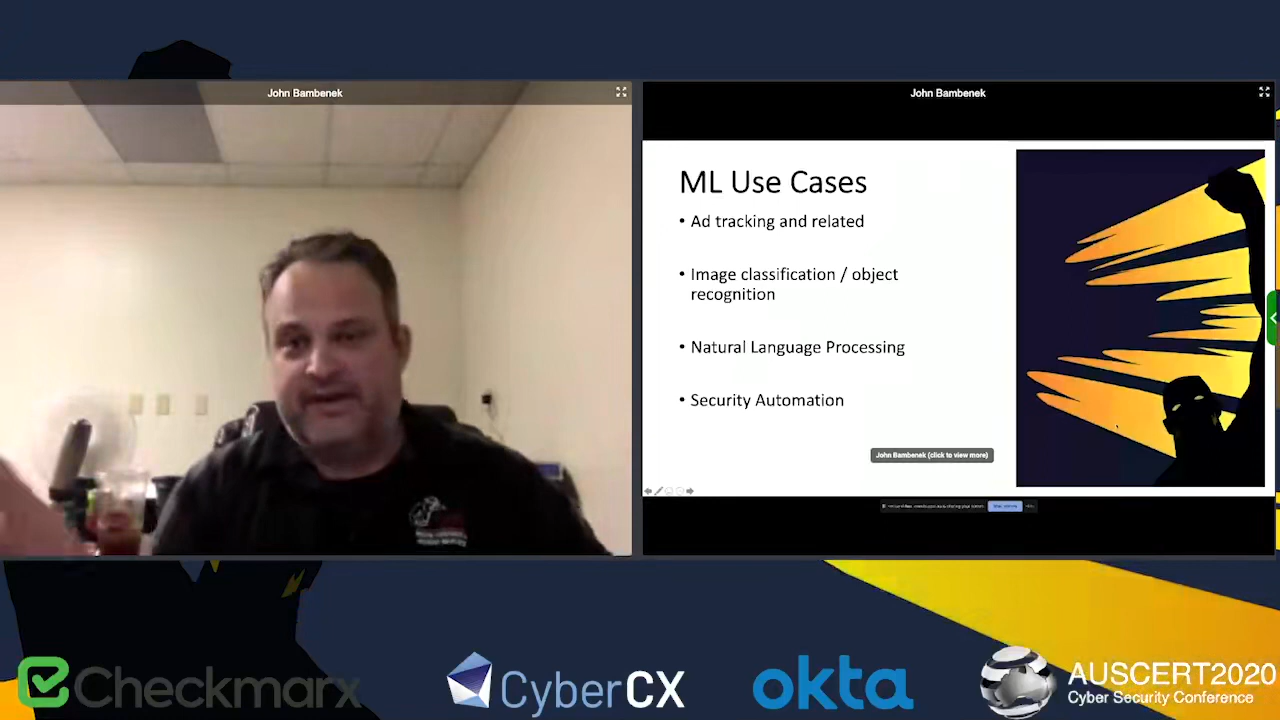 John Bambenek
John Bambenek
ML Use Cases
• Ad tracking and related
• Image classification / object
recognition
• Natural Language Processing
• Security Automation
John Bambenek (click to view more)
Checkmarx
CyberCX
okta
AUSCERT2020
Cyber Security Conference